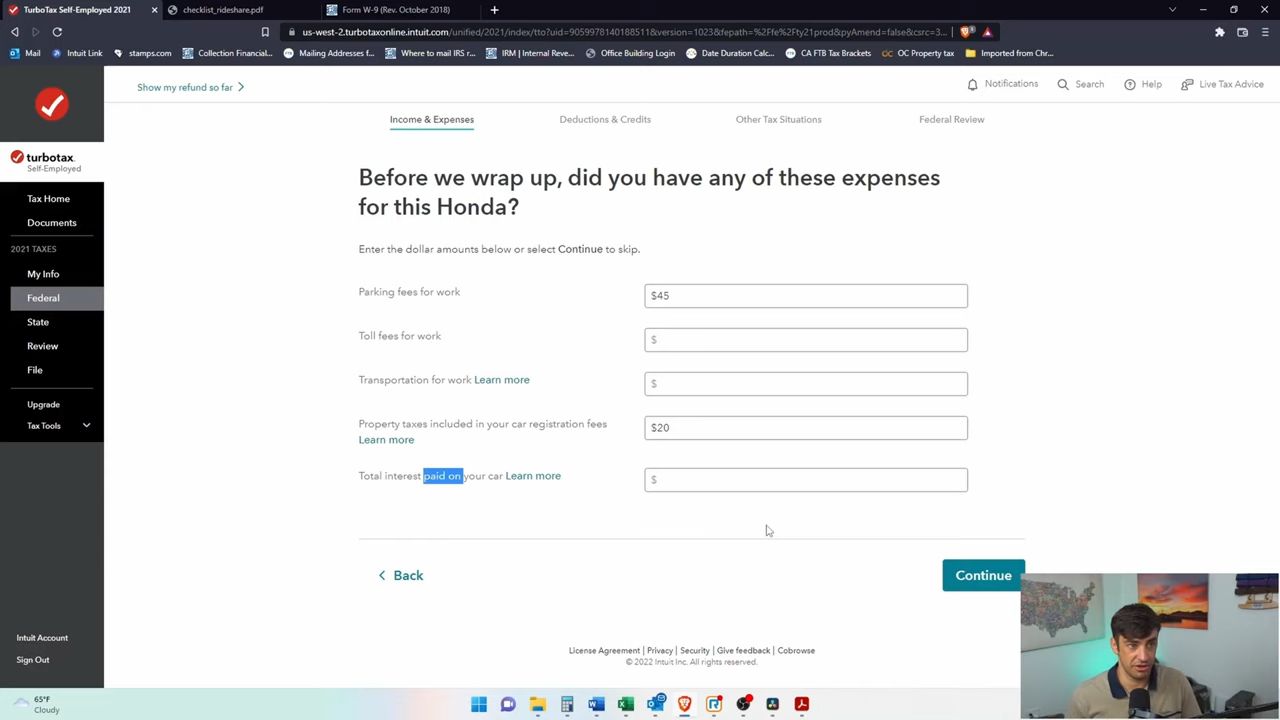 TurboTax Self-Employed 2021
checklist_rideshare.pdf
Form W-9 (Rev. October 2018)
us-west-2.turbotaxonline.intuit.com/unified/2021/index/tto?uid=9059978140188511&version=1023&fepath=%2Ffe%2Fty21prod&pyAmend=false&csrc=3...
Mail
Intuit Link
stamps.com
Collection Financial...
Mailing Addresses f...
Where to mail IRS r...
IRM | Internal Reve...
Office Building Login
Date Duration Calc...
CA FTB Tax Brackets
OC Property tax
Imported from Chr...
Show my refund so far
Notifications
Search
Help
Live Tax Advice
Income & Expenses
Deductions & Credits
Other Tax Situations
Federal Review
turbotax
Self-Employed
Tax Home
Documents
2021 TAXES
My Info
Federal
State
Review
File
Upgrade
Tax Tools
Intuit Account
Sign Out
Before we wrap up, did you have any of these expenses
for this Honda?
Enter the dollar amounts below or select Continue to skip.
Parking fees for work
$45
Toll fees for work
$
Transportation for work Learn more
$
Property taxes included in your car registration fees
Learn more
$20
Total interest paid on your car Learn more
$
Back
Continue
License Agreement | Privacy | Security | Give feedback | Cobrowse
© 2022 Intuit Inc. All rights reserved.
65°F
Cloudy